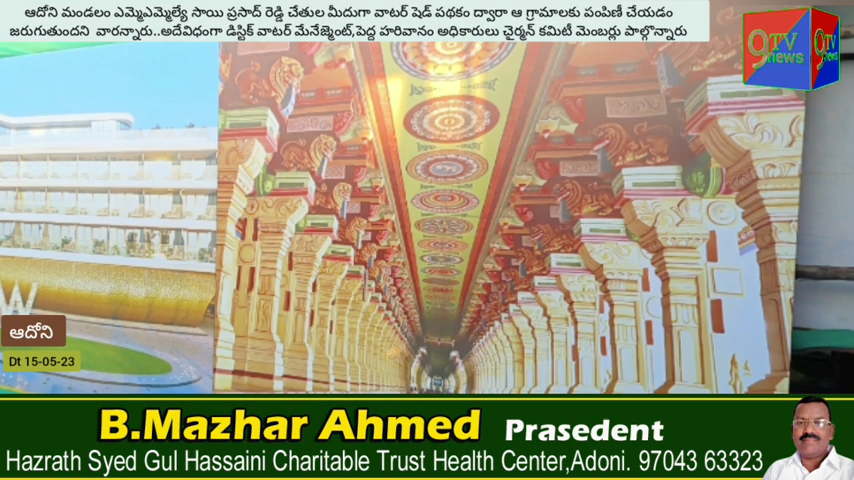 ఆదోని మండలం ఎమ్మెఎమ్మెల్యే సాయి ప్రసాద్ రెడ్డి చేతుల మీదుగా వాటర్ షెడ్ పథకం ద్వారా ఆ గ్రామాలకు పంపిణీ చేయడం
జరుగుతుందని వారన్నారు..అదేవిధంగా డిస్టిక్ వాటర్ మేనేజ్మెంట్,పెద్ద హరివానం అధికారులు చైర్మన్ కమిటీ మెంబర్లు పాల్గొన్నారు
9TV
news
9TV
news
W
ఆదోని
Dt 15-05-23
B.Mazhar Ahmed Prasedent
Hazrath Syed Gul Hassaini Charitable Trust Health Center,Adoni. 97043 63323